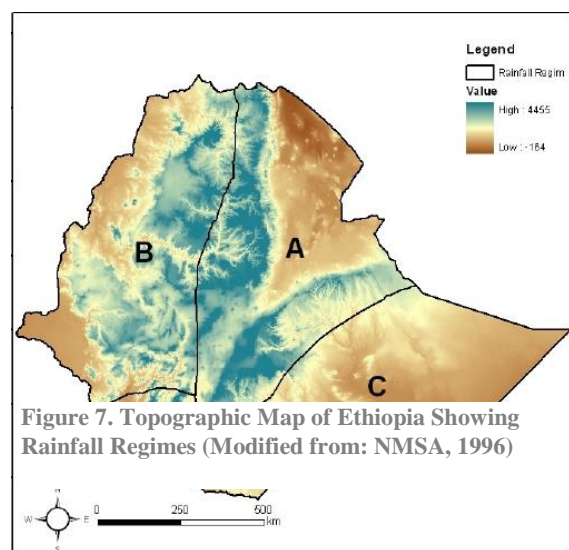 Legend
Rainfall Regim
Value
High : 4455
Low : -184
B
A
C
Figure 7. Topographic Map of Ethiopia Showing
Rainfall Regimes (Modified from: NMSA, 1996)
W E
S
0 250 500
km